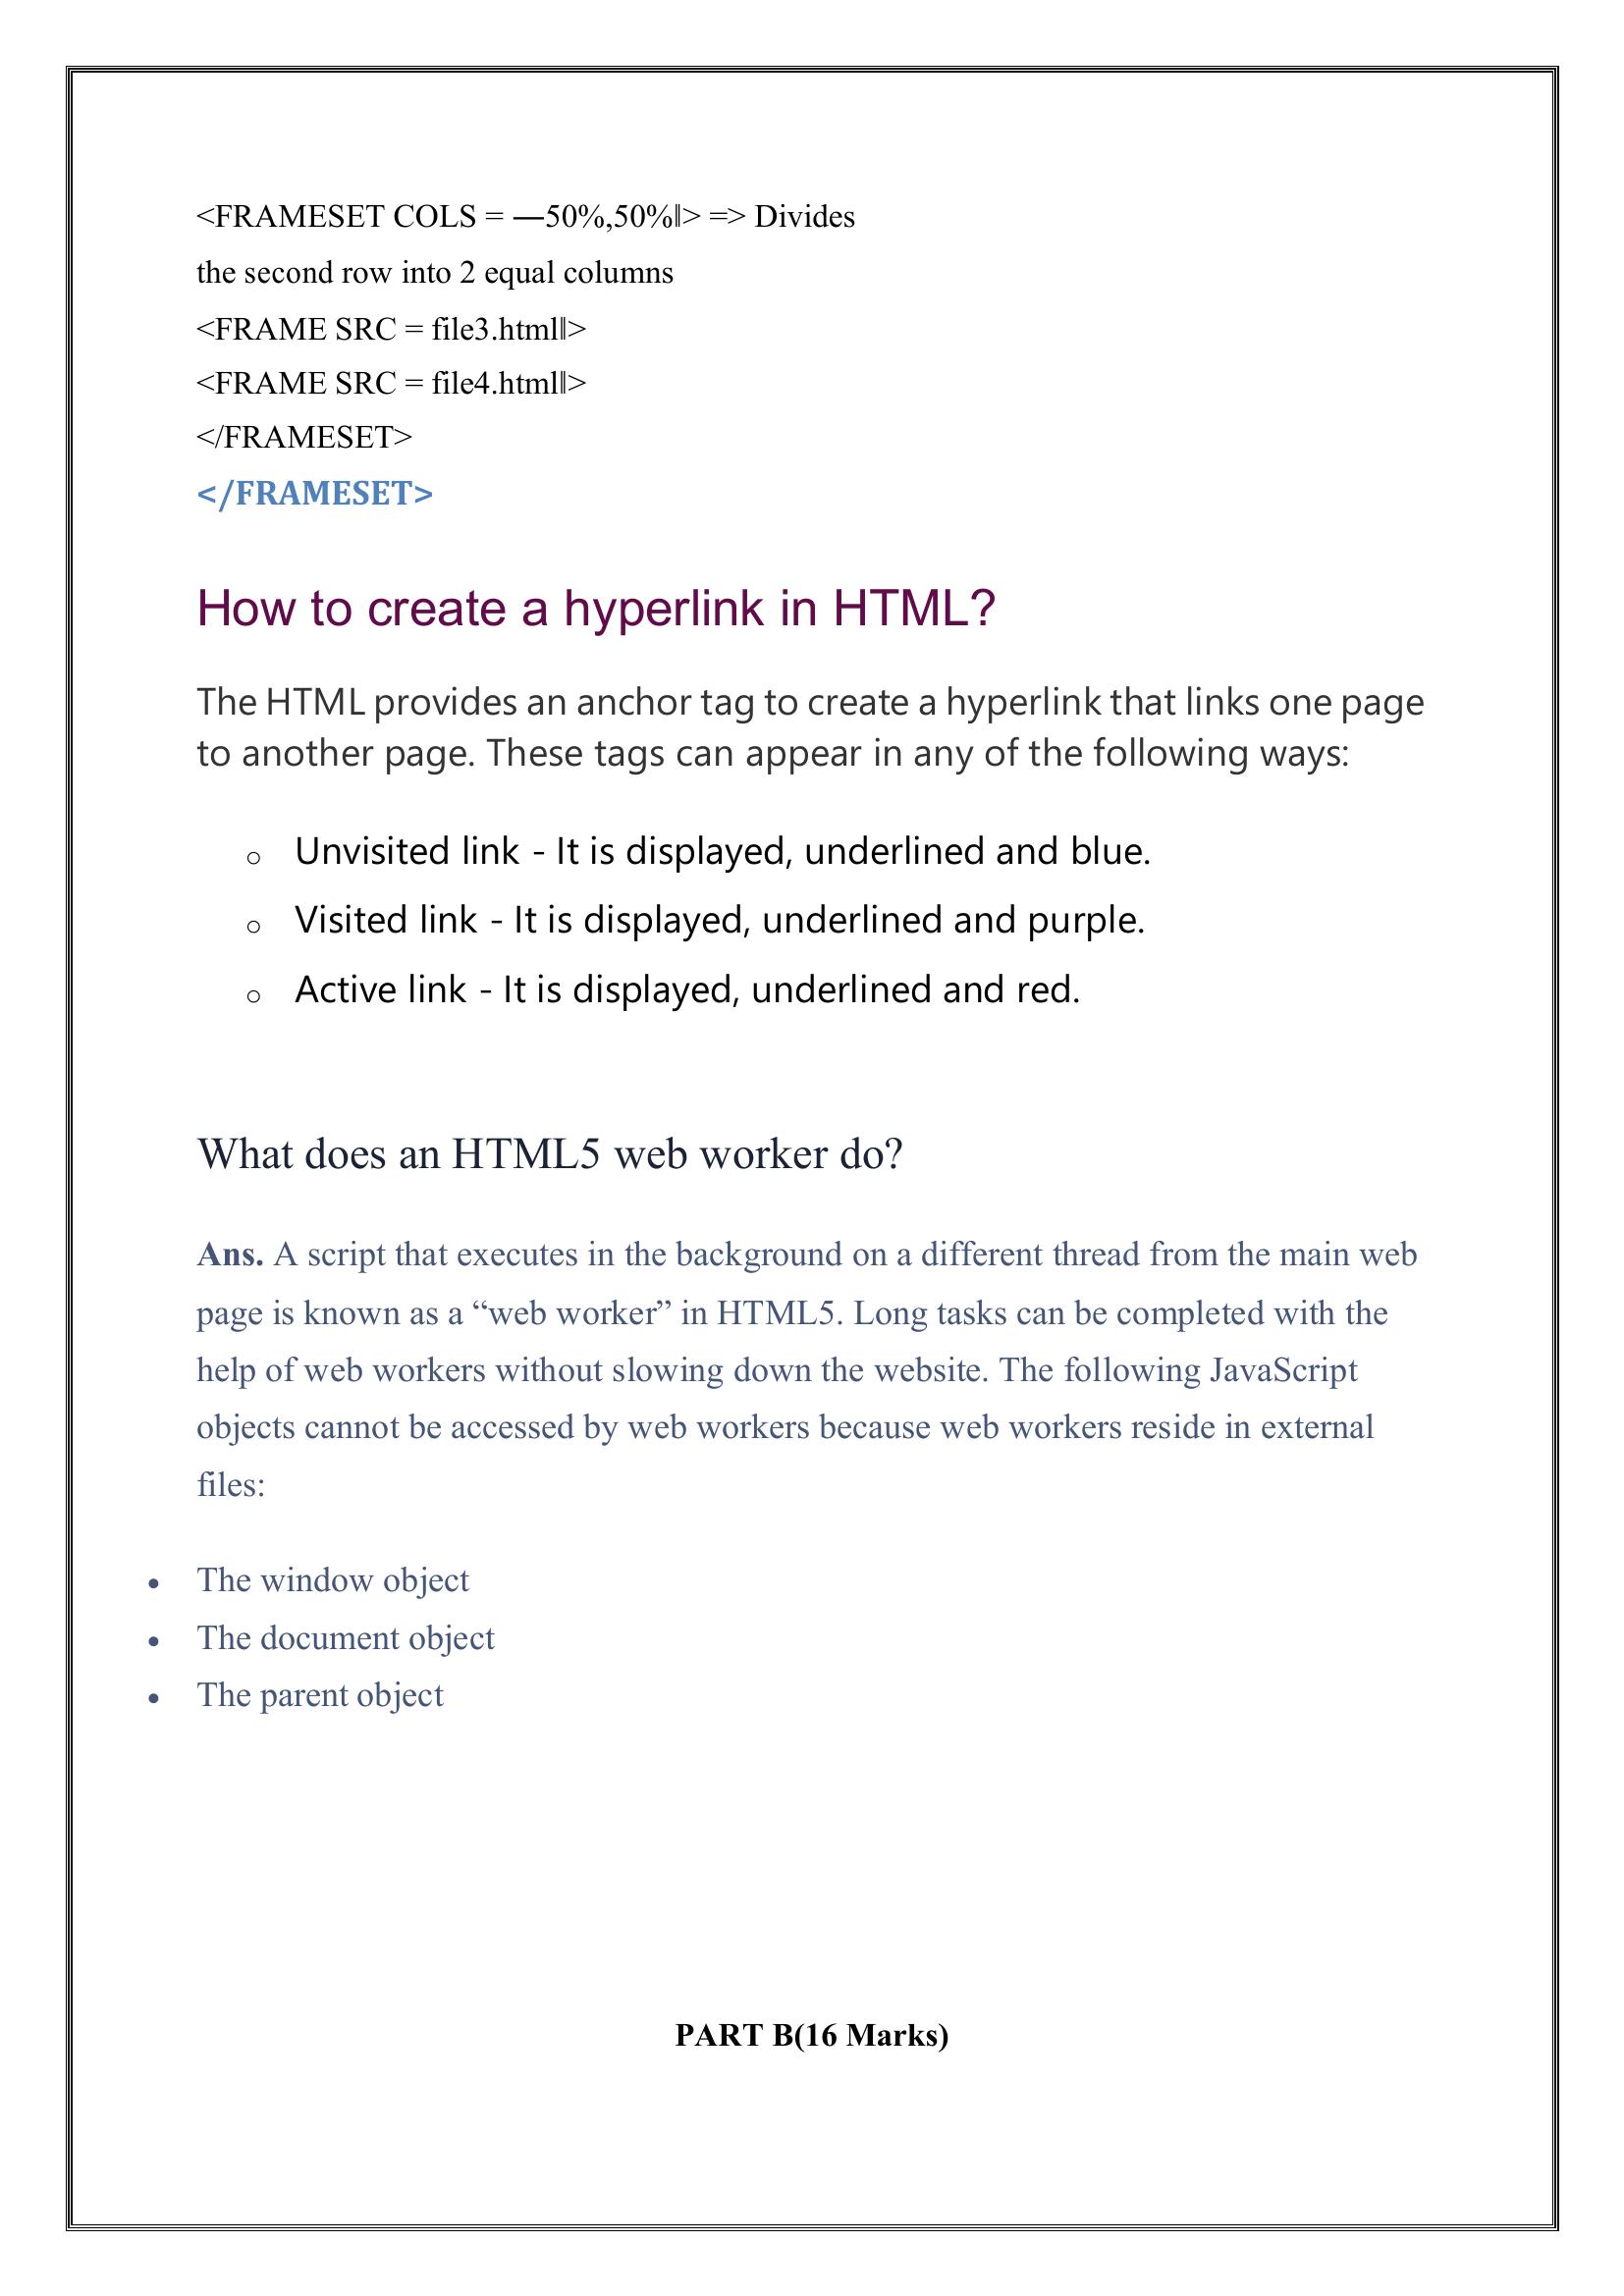 <FRAMESET COLS = ―50%,50%‖> => Divides
the second row into 2 equal columns
<FRAME SRC = file3.html‖>
<FRAME SRC = file4.html‖>
</FRAMESET>
</FRAMESET>
How to create a hyperlink in HTML?
The HTML provides an anchor tag to create a hyperlink that links one page
to another page. These tags can appear in any of the following ways:
○ Unvisited link - It is displayed, underlined and blue.
○ Visited link - It is displayed, underlined and purple.
○ Active link - It is displayed, underlined and red.
What does an HTML5 web worker do?
Ans. A script that executes in the background on a different thread from the main web
page is known as a “web worker” in HTML5. Long tasks can be completed with the
help of web workers without slowing down the website. The following JavaScript
objects cannot be accessed by web workers because web workers reside in external
files:
• The window object
• The document object
• The parent object
PART B(16 Marks)